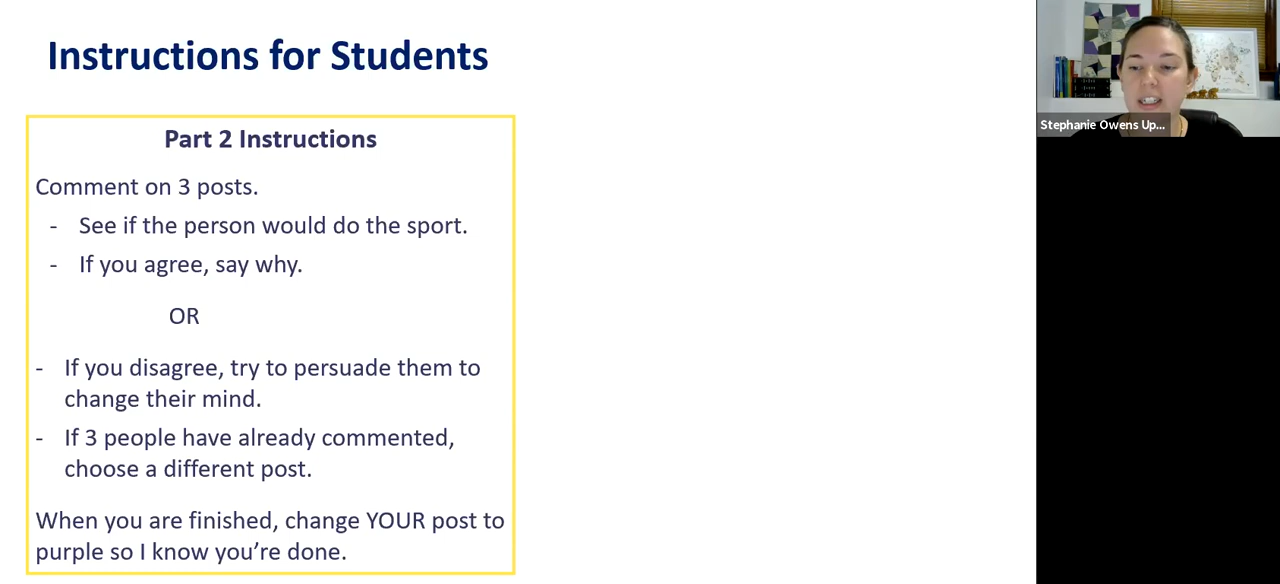 Instructions for Students
Part 2 Instructions
Comment on 3 posts.
- See if the person would do the sport.
- If you agree, say why.
OR
- If you disagree, try to persuade them to
change their mind.
- If 3 people have already commented,
choose a different post.
When you are finished, change YOUR post to
purple so I know you’re done.
Stephanie Owens Up...